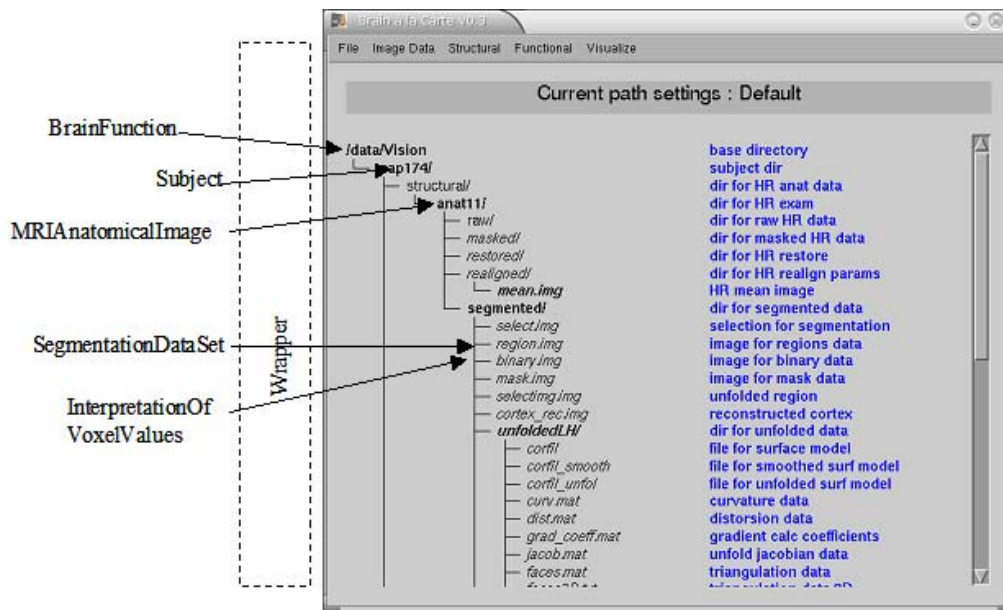 Brain a la Carte v0.3
File Image Data Structural Functional Visualize
Current path settings : Default
BrainFunction
Subject
MRIAnatomicalImage
SegmentationDataSet
InterpretationOf
VoxelValues
Wrapper
/data/Vision base directory
ap174/ subject dir
structural/ dir for HR anat data
anat11/ dir for HR exam
raw/ dir for raw HR data
masked/ dir for masked HR data
restored/ dir for HR restore
realigned/ dir for HR realign params
mean.img HR mean image
segmented/ dir for segmented data
select.img selection for segmentation
region.img image for regions data
binary.img image for binary data
mask.img image for mask data
selectimg.img unfolded region
cortex_rec.img reconstructed cortex
unfoldedLH/ dir for unfolded data
corfil file for surface model
corfil_smooth file for smoothed surf model
corfil_unfol file for unfolded surf model
curv.mat curvature data
dist.mat distorsion data
grad_coeff.mat gradient calc coefficients
jacob.mat unfold jacobian data
faces.mat triangulation data
triangulation data